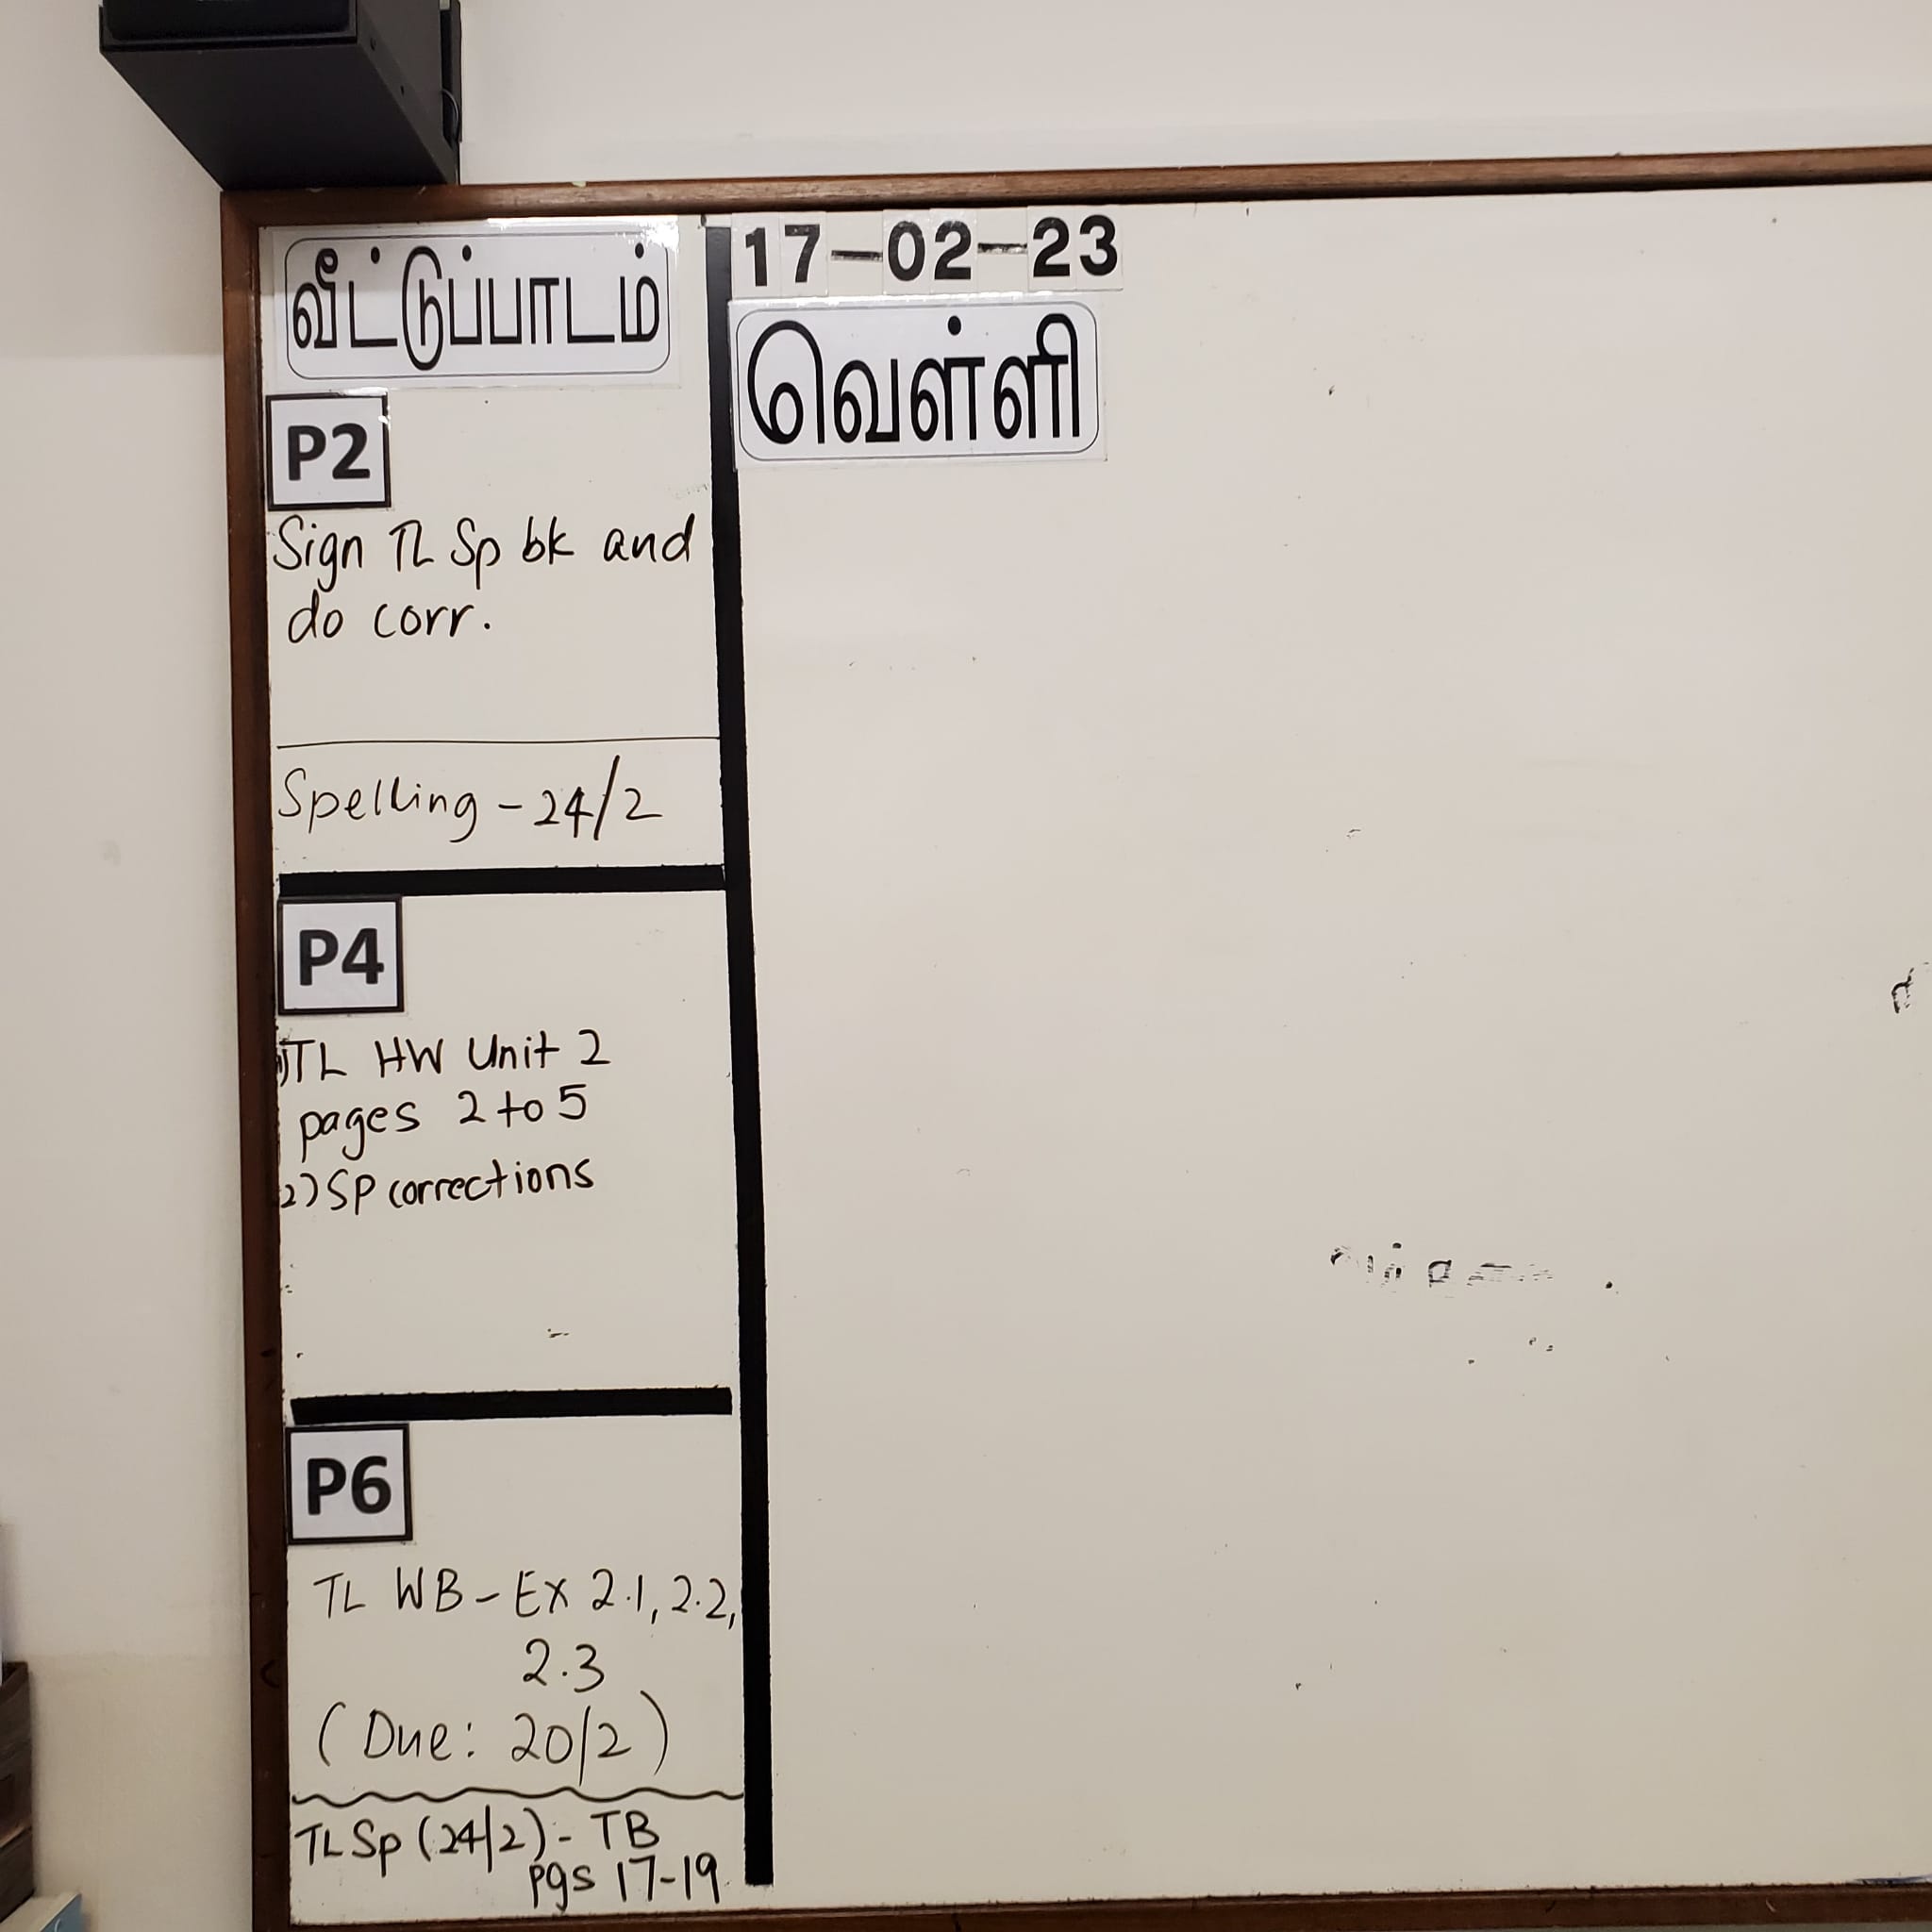 வீட்டுப்பாடம்
17-02-23
வெள்ளி
P2
Sign TL Sp bk and
do corr.
Spelling - 24/2
P4
1) TL HW Unit 2
pages 2 to 5
2) SP corrections
P6
TL WB - Ex 2.1, 2.2,
2.3
(Due: 20/2)
TL Sp (24/2) - TB
pgs 17-19